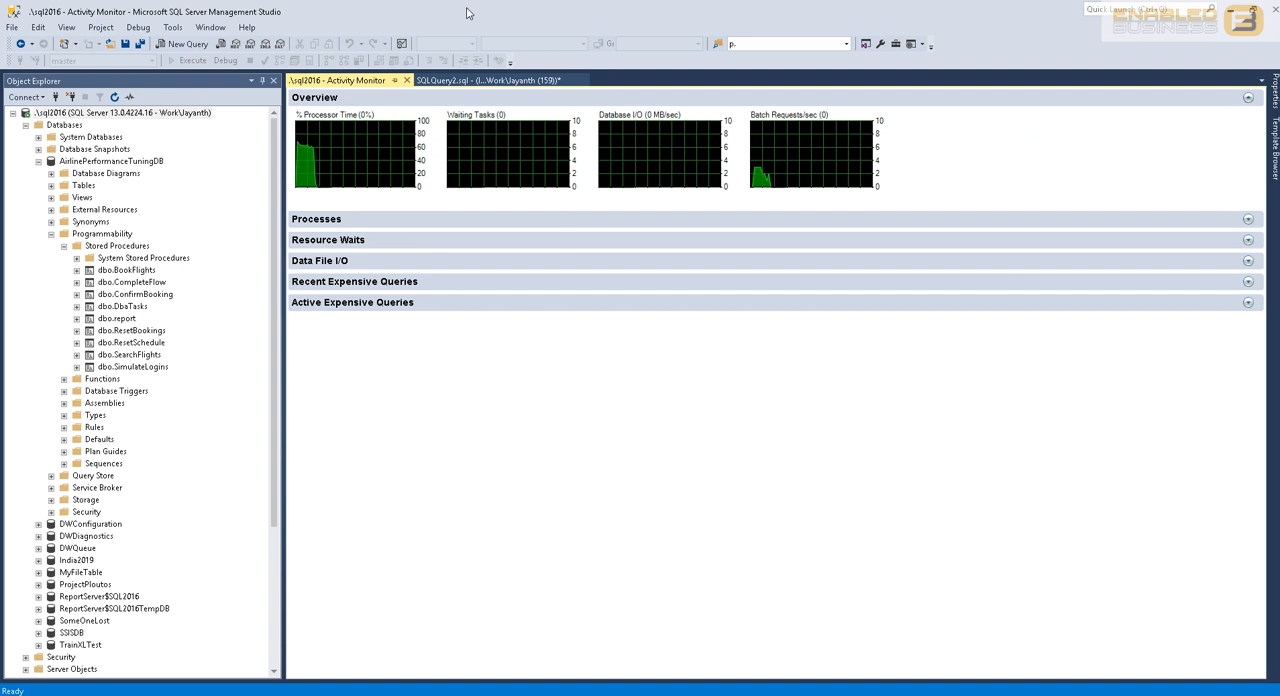 .\sql2016 - Activity Monitor - Microsoft SQL Server Management Studio
Quick Launch (Ctrl+Q)
ENABLED
BUSINESS
File Edit View Project Debug Tools Window Help
New Query
p.
master
Execute Debug
Object Explorer
.\sql2016 - Activity Monitor
SQLQuery2.sql - (l...Work\Jayanth (159))*
Connect
Overview
.\sql2016 (SQL Server 13.0.4224.16 - Work\Jayanth)
Databases
System Databases
Database Snapshots
AirlinePerformanceTuningDB
Database Diagrams
Tables
Views
External Resources
Synonyms
Programmability
Stored Procedures
System Stored Procedures
dbo.BookFlights
dbo.CompleteFlow
dbo.ConfirmBooking
dbo.DbaTasks
dbo.report
dbo.ResetBookings
dbo.ResetSchedule
dbo.SearchFlights
dbo.SimulateLogins
Functions
Database Triggers
Assemblies
Types
Rules
Defaults
Plan Guides
Sequences
Query Store
Service Broker
Storage
Security
DWConfiguration
DWDiagnostics
DWQueue
India2019
MyFileTable
ProjectPloutos
ReportServer$SQL2016
ReportServer$SQL2016TempDB
SomeOneLost
SSISDB
TrainXLTest
Security
Server Objects
% Processor Time (0%)
100
80
60
40
20
0
Waiting Tasks (0)
10
8
6
4
2
0
Database I/O (0 MB/sec)
10
8
6
4
2
0
Batch Requests/sec (0)
10
8
6
4
2
0
Processes
Resource Waits
Data File I/O
Recent Expensive Queries
Active Expensive Queries
Properties
Template Browser
Ready